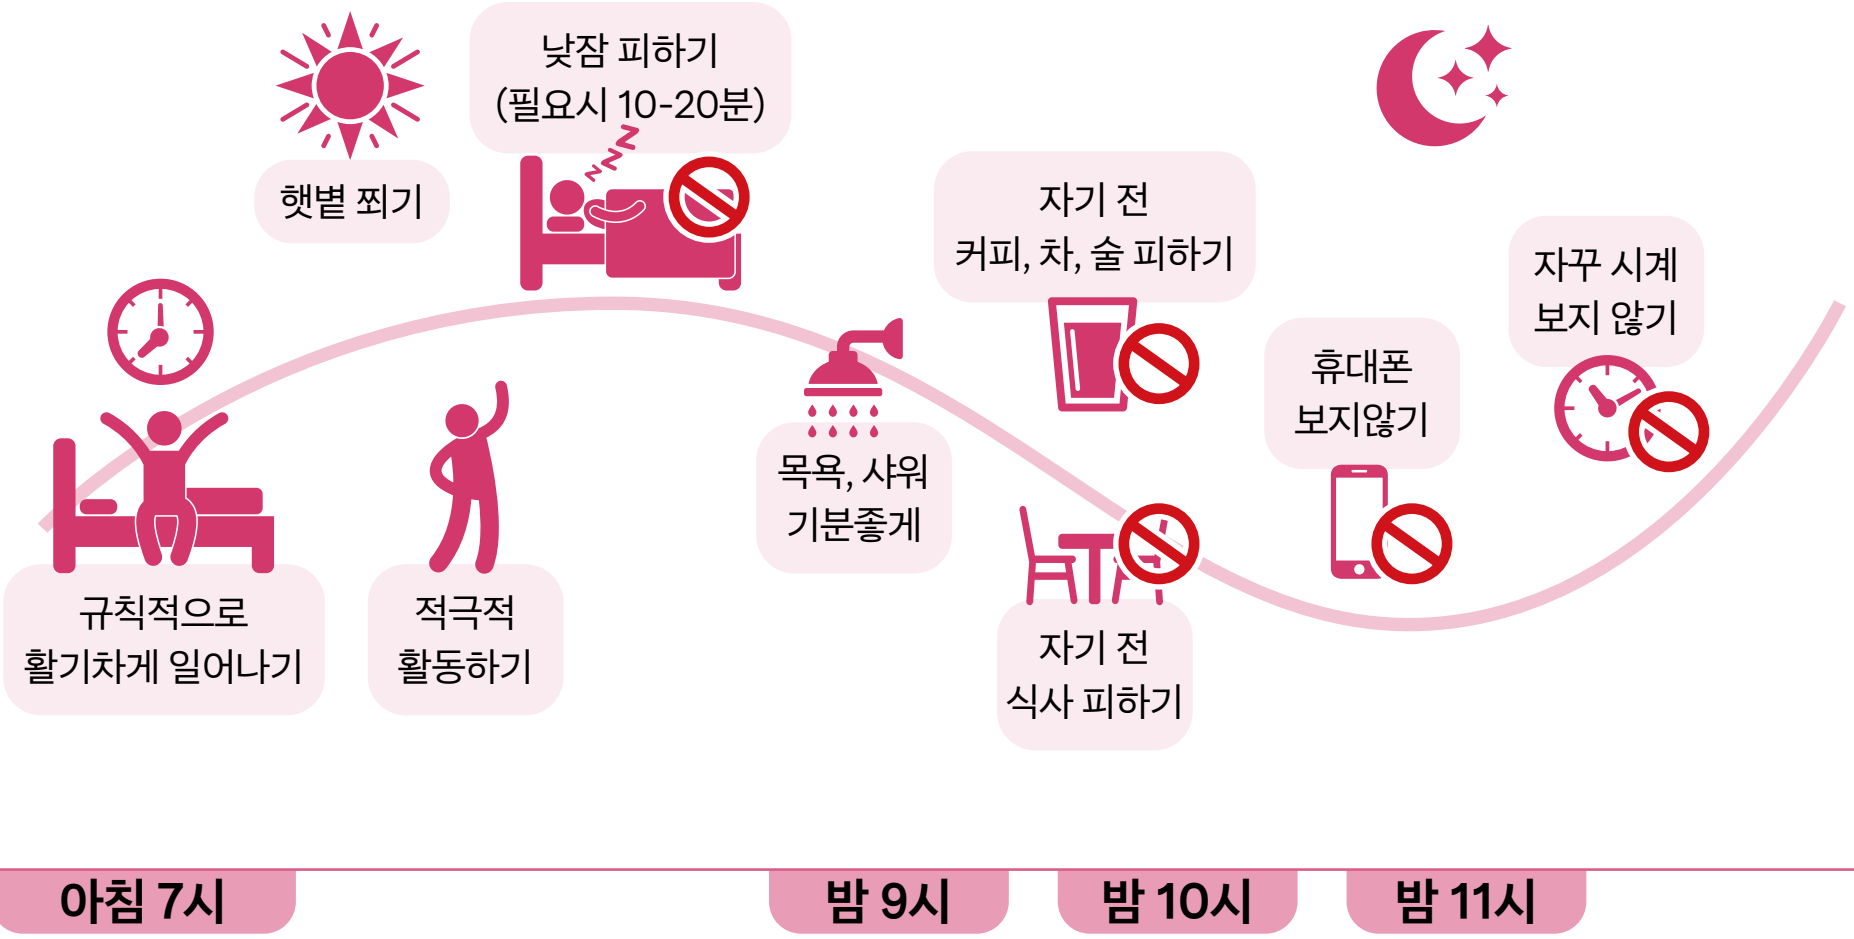 낮잠 피하기
(필요시 10-20분)
햇볕 쬐기
자기 전
커피, 차, 술 피하기
자꾸 시계
보지 않기
휴대폰
보지않기
목욕, 샤워
기분좋게
규칙적으로
활기차게 일어나기
적극적
활동하기
자기 전
식사 피하기
아침 7시
밤 9시
밤 10시
밤 11시